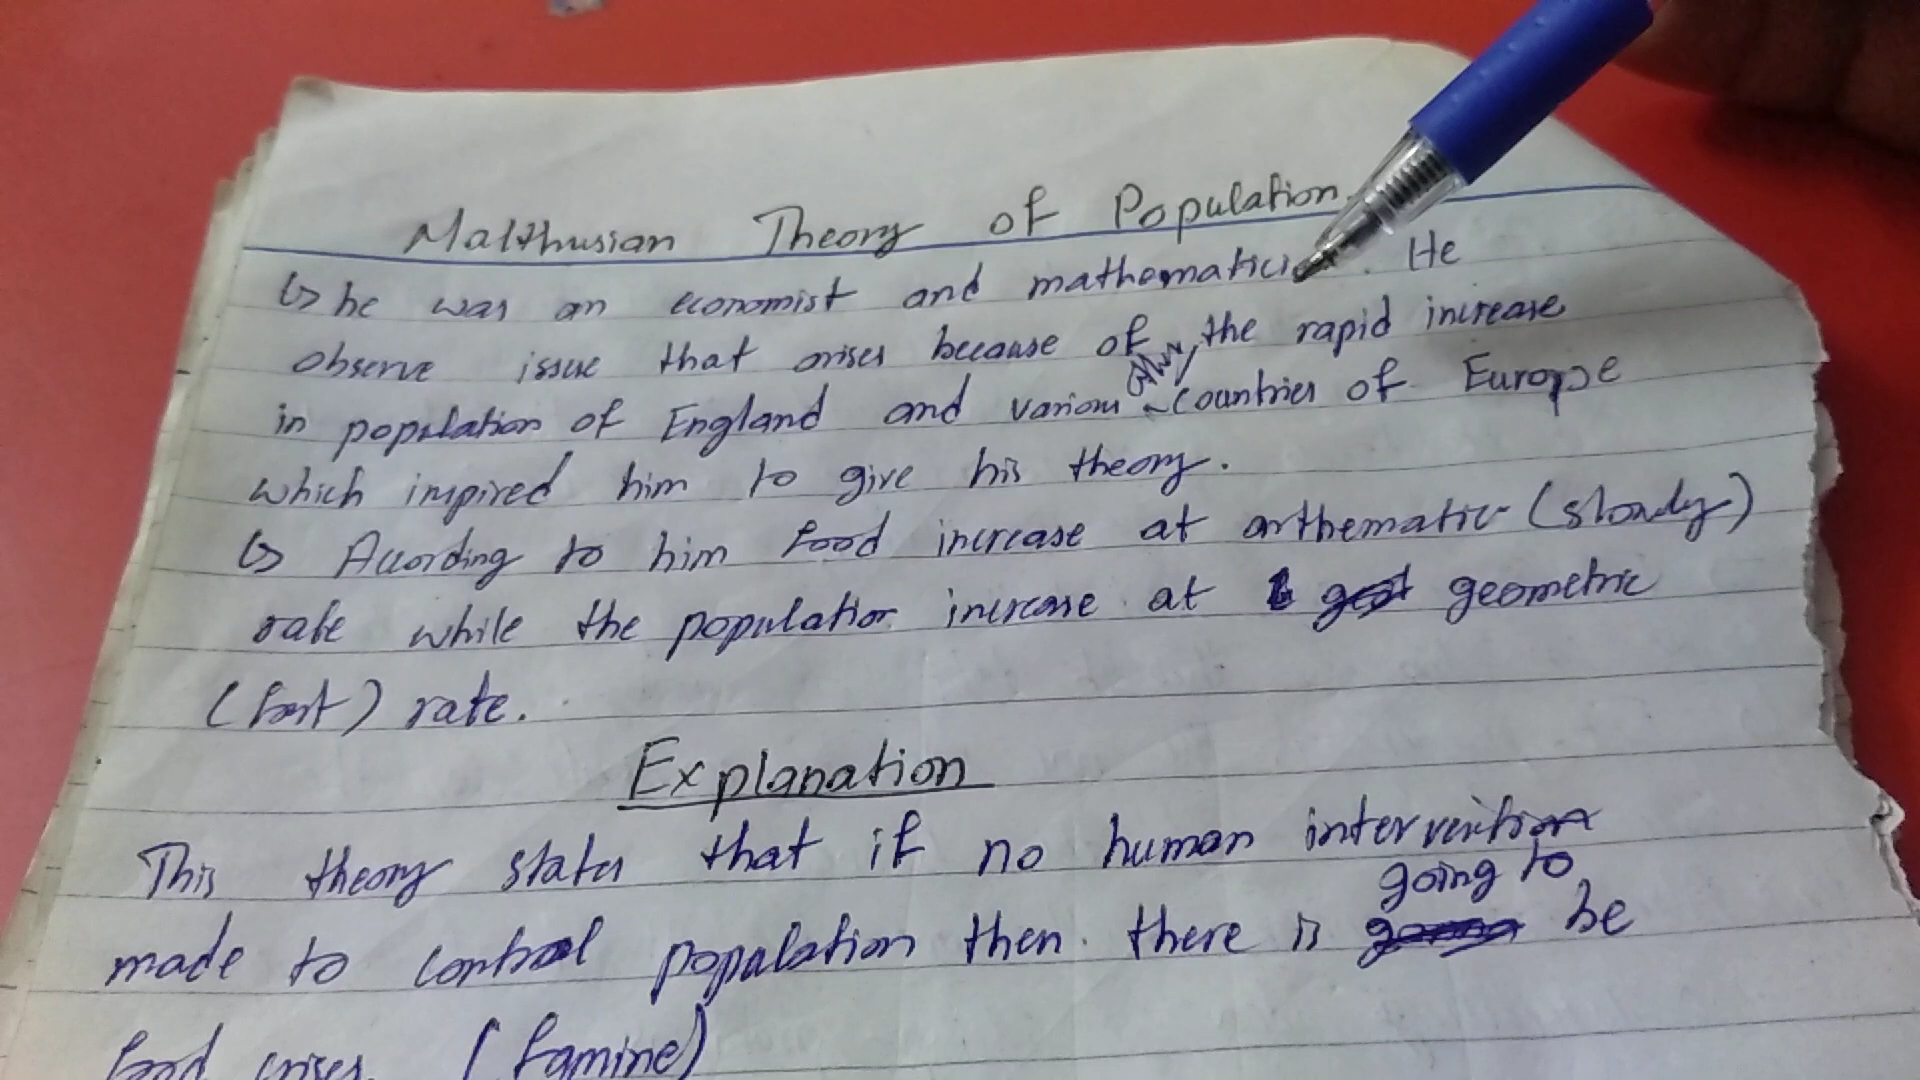 Malthusian Theory of Population.
↳ he was an economist and mathematici . He
observe issue that arises because of the rapid increase
in population of England and various countries of Europe
which inspired him to give his theory.
↳ According to him food increase at arthematic (slowly)
rate while the population increase at geometric
(fast) rate.
Explanation
This theory states that if no human intervention
going to
made to control population then there is be
food crises. (famine)